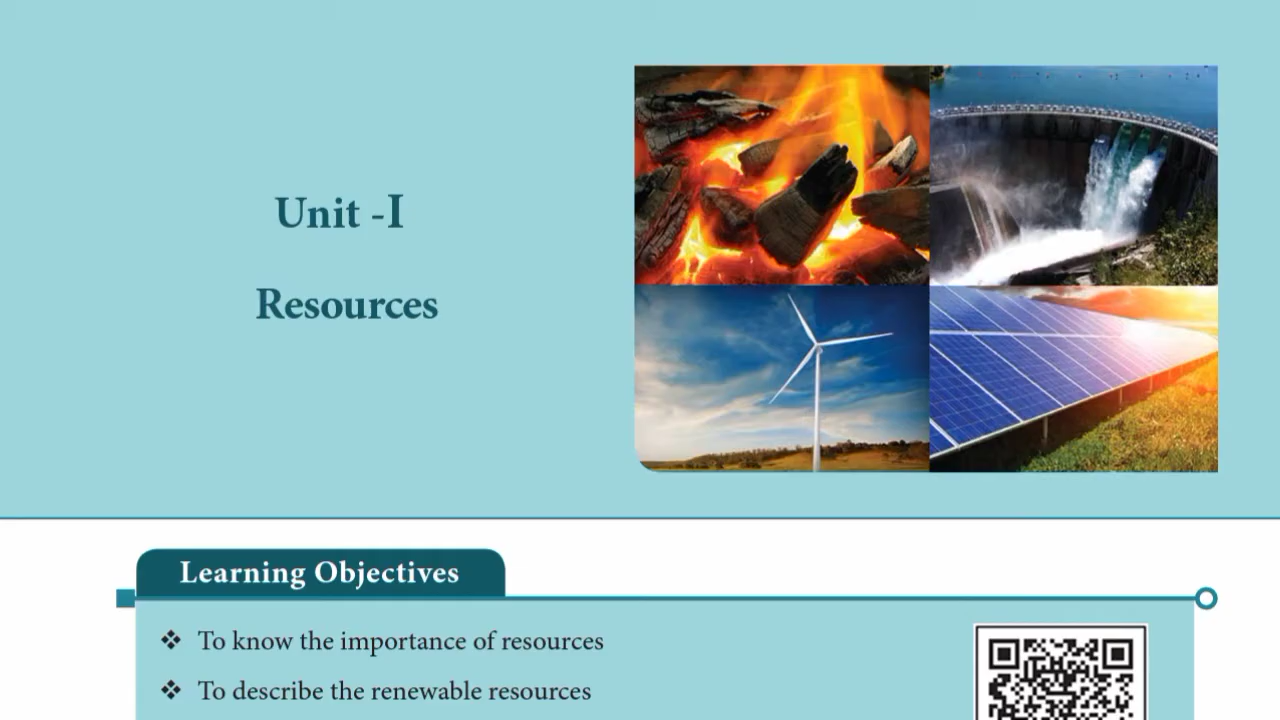 Unit -I
Resources
Learning Objectives
❖ To know the importance of resources
❖ To describe the renewable resources